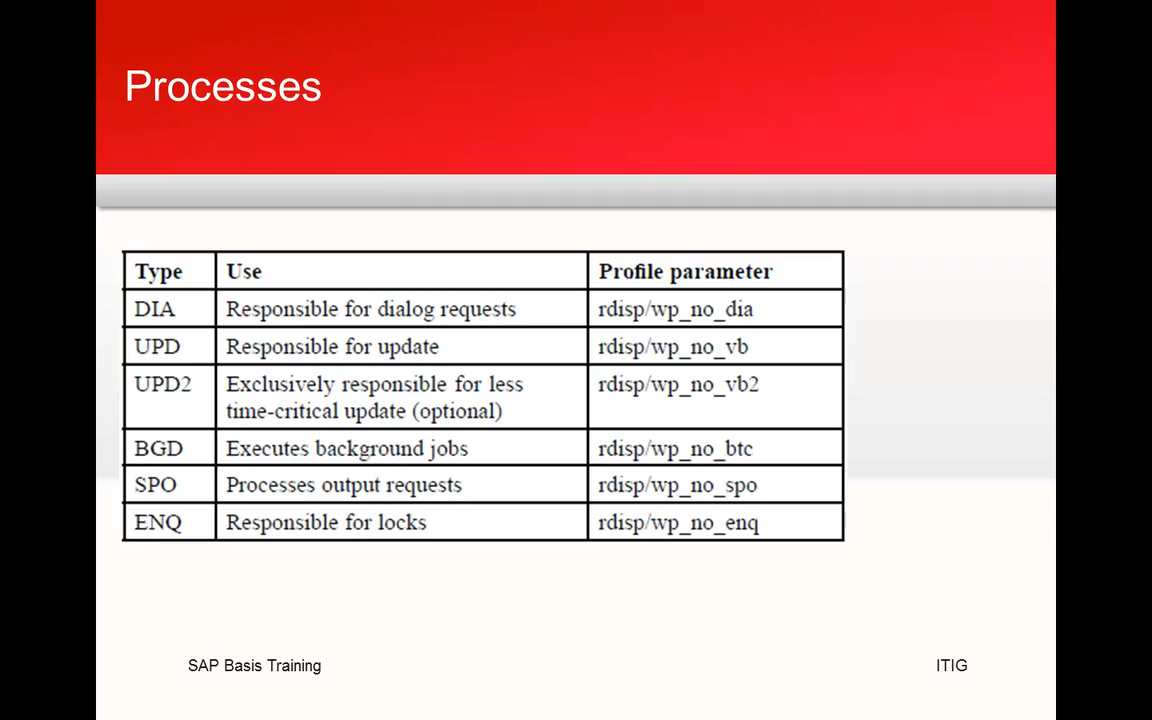 Processes
Type Use Profile parameter
DIA Responsible for dialog requests rdisp/wp_no_dia
UPD Responsible for update rdisp/wp_no_vb
UPD2 Exclusively responsible for less rdisp/wp_no_vb2
time-critical update (optional)
BGD Executes background jobs rdisp/wp_no_btc
SPO Processes output requests rdisp/wp_no_spo
ENQ Responsible for locks rdisp/wp_no_enq
SAP Basis Training ITIG